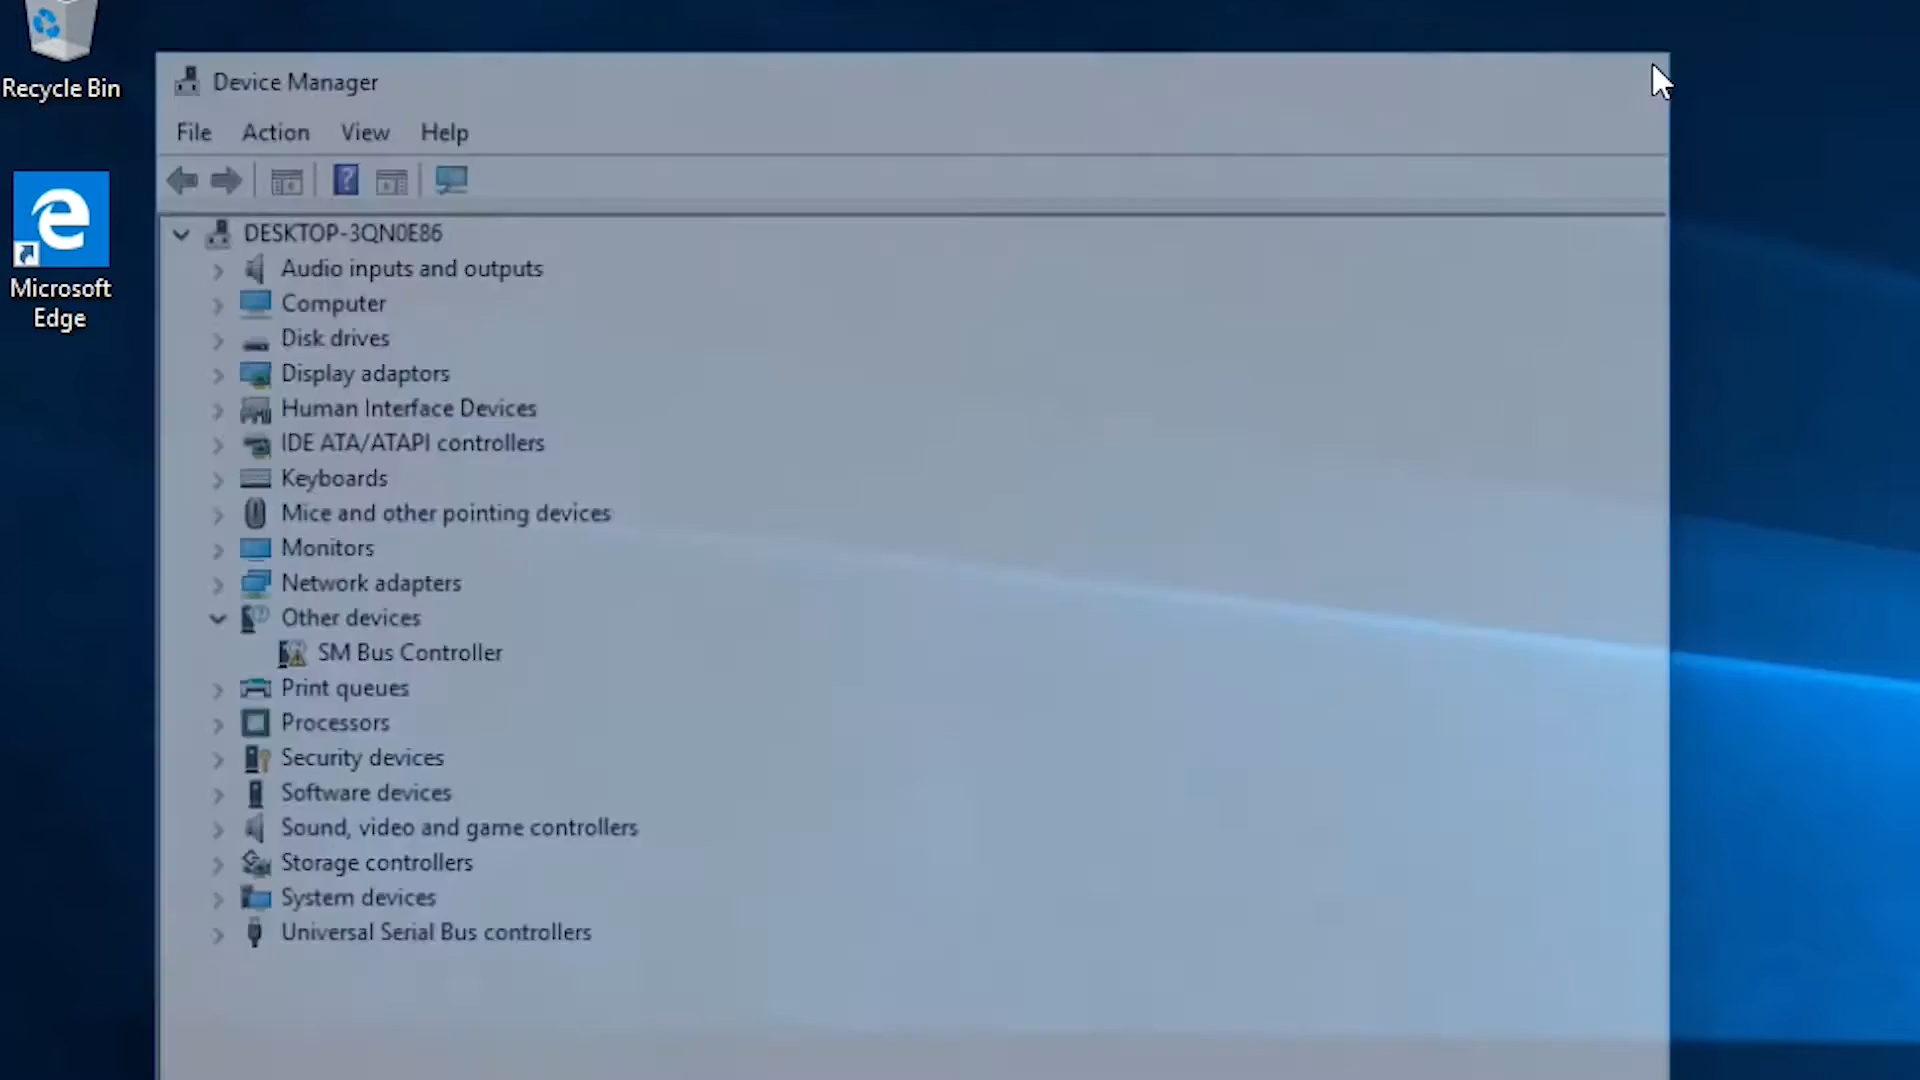 Recycle Bin
Microsoft
Edge
Device Manager
File Action View Help
DESKTOP-3QN0E86
Audio inputs and outputs
Computer
Disk drives
Display adaptors
Human Interface Devices
IDE ATA/ATAPI controllers
Keyboards
Mice and other pointing devices
Monitors
Network adapters
Other devices
SM Bus Controller
Print queues
Processors
Security devices
Software devices
Sound, video and game controllers
Storage controllers
System devices
Universal Serial Bus controllers